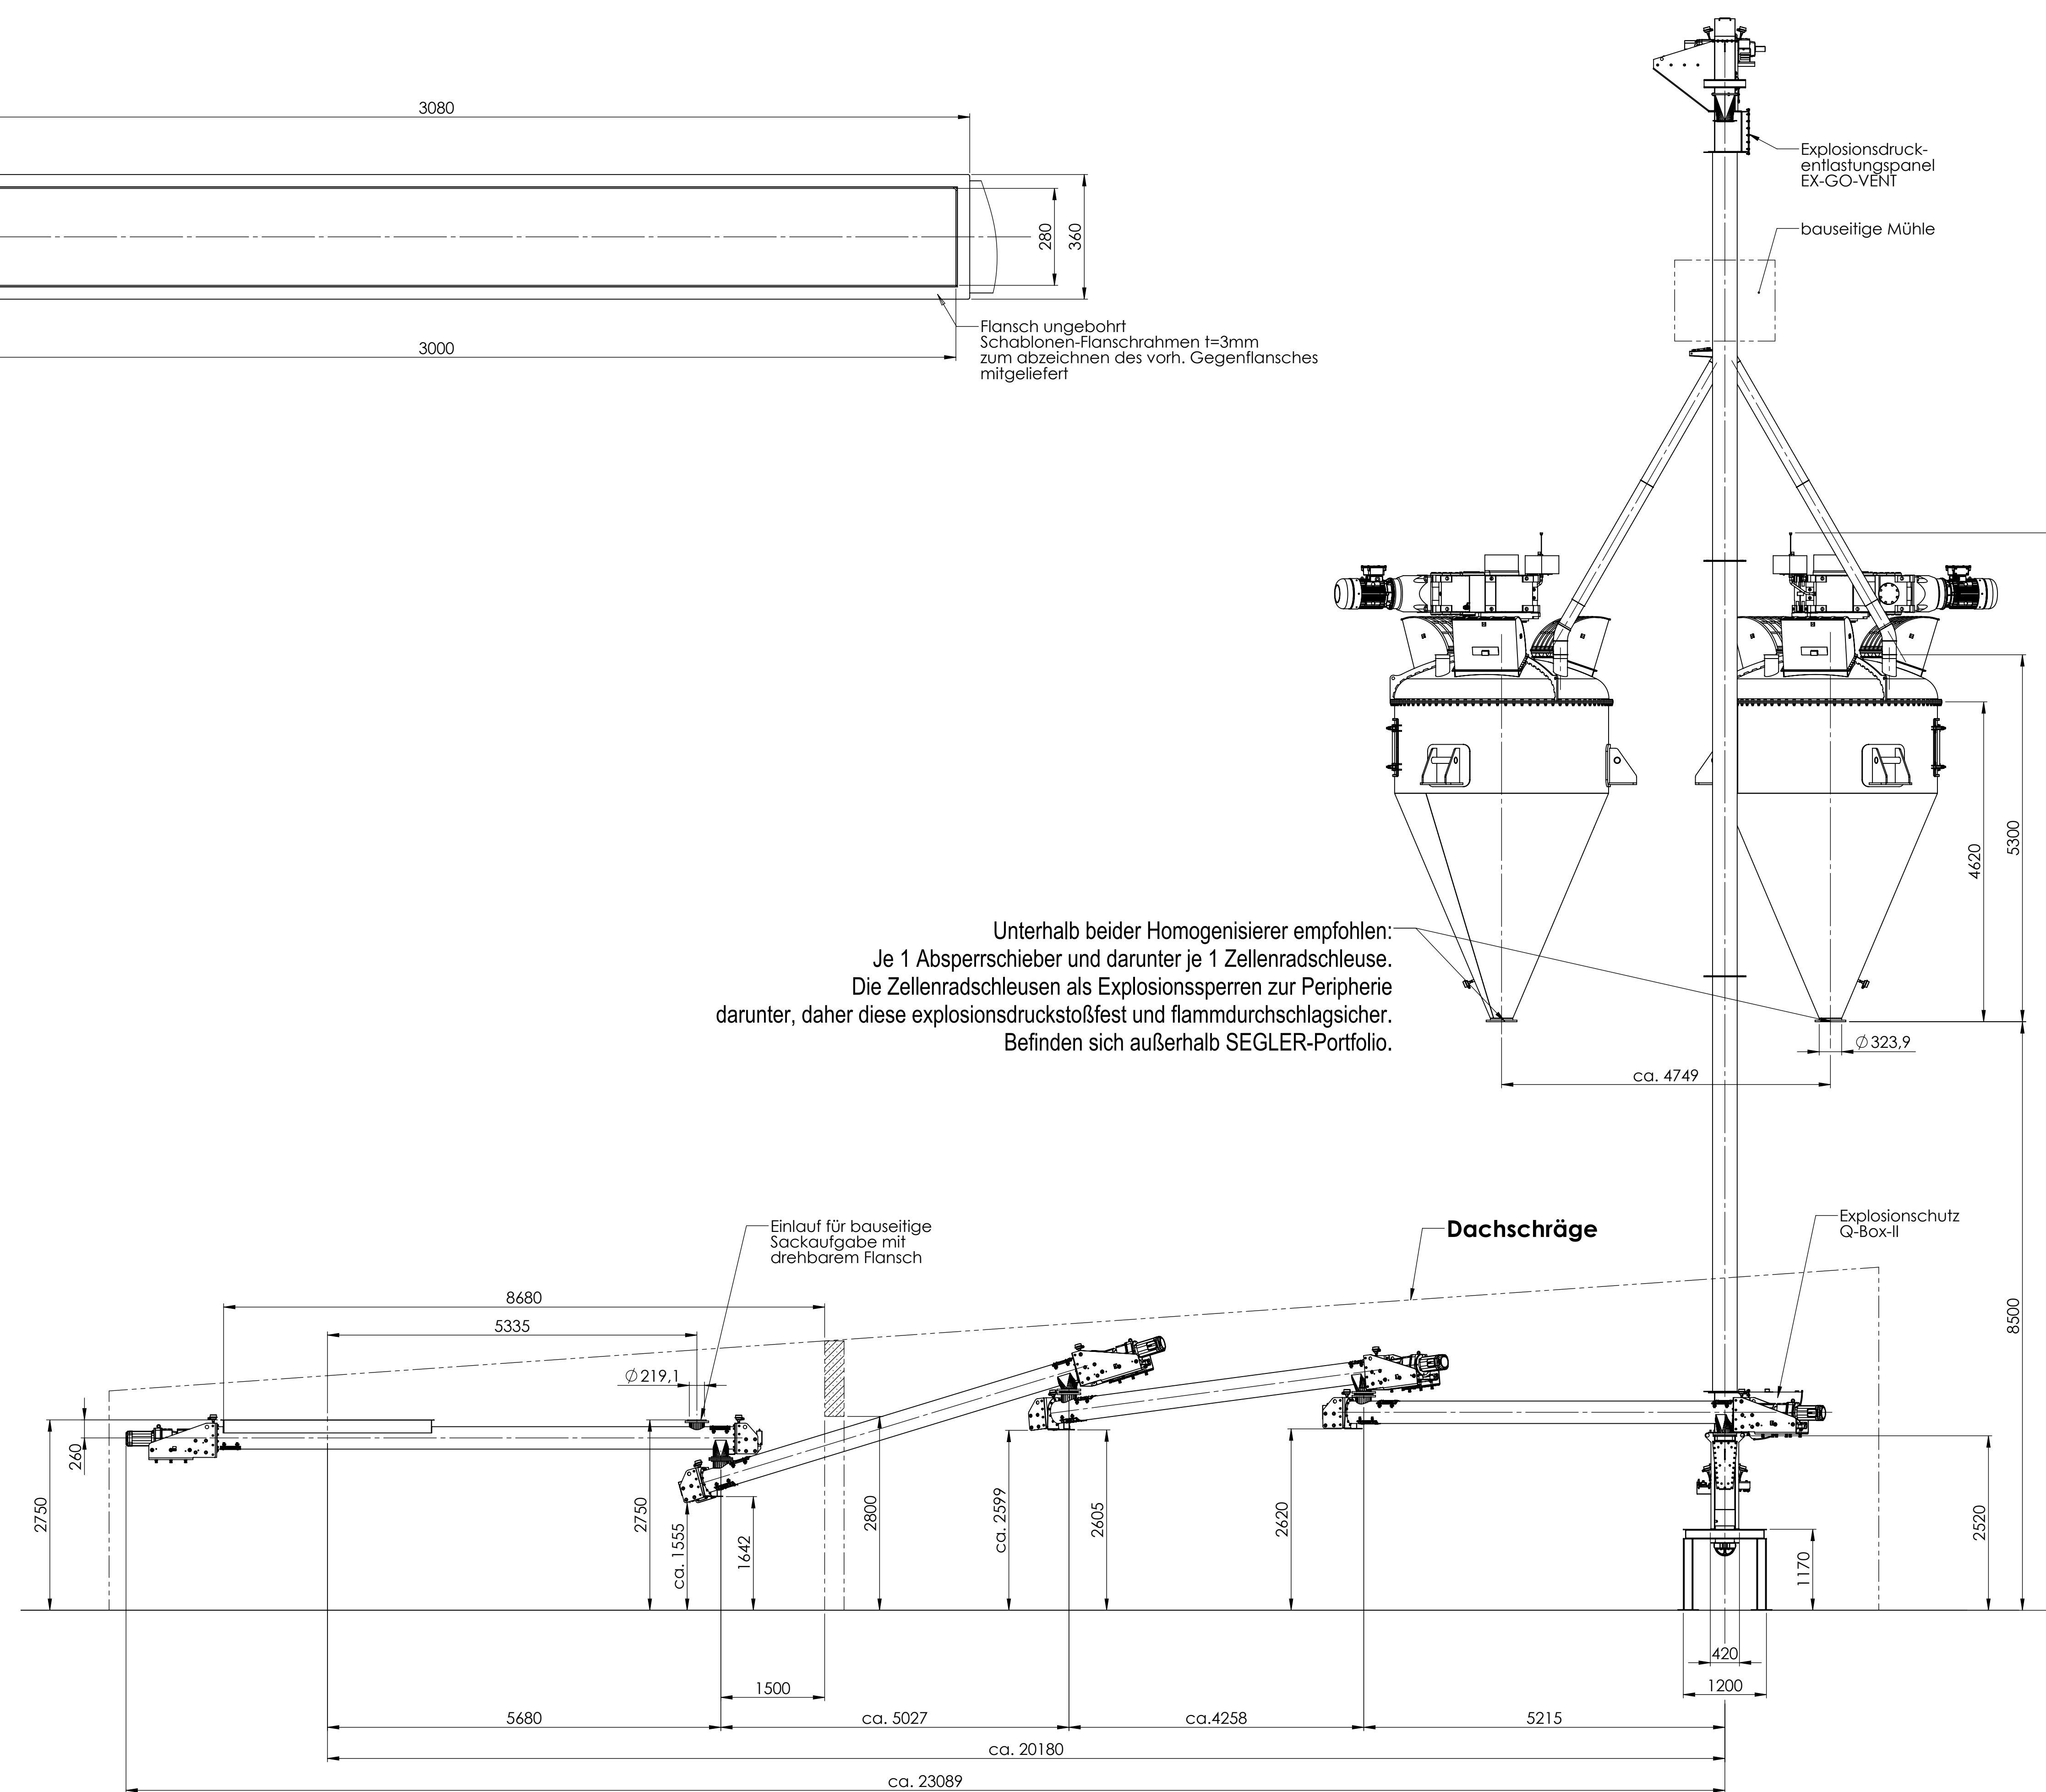 3080
280
360
3000
Flansch ungebohrt
Schablonen-Flanschrahmen t=3mm
zum abzeichnen des vorh. Gegenflansches
mitgeliefert
Explosionsdruck-
entlastungspanel
EX-GO-VENT
bauseitige Mühle
4620
5300
Unterhalb beider Homogenisierer empfohlen:
Je 1 Absperrschieber und darunter je 1 Zellenradschleuse.
Die Zellenradschleusen als Explosionssperren zur Peripherie
darunter, daher diese explosionsdruckstoßfest und flammdurchschlagsicher.
Befinden sich außerhalb SEGLER-Portfolio.
∅323,9
ca. 4749
Einlauf für bauseitige
Sackaufgabe mit
drehbarem Flansch
Dachschräge
Explosionschutz
Q-Box-II
8680
5335
∅219,1
8500
260
2750
2750
ca. 1555
1642
2800
ca. 2599
2605
2620
1170
2520
420
1200
1500
5680
ca. 5027
ca.4258
5215
ca. 20180
ca. 23089